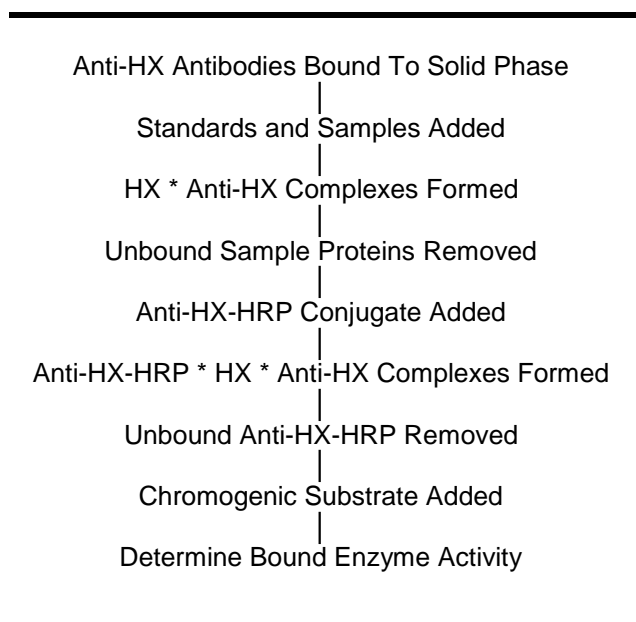 Anti-HX Antibodies Bound To Solid Phase
Standards and Samples Added
HX * Anti-HX Complexes Formed
Unbound Sample Proteins Removed
Anti-HX-HRP Conjugate Added
Anti-HX-HRP * HX * Anti-HX Complexes Formed
Unbound Anti-HX-HRP Removed
Chromogenic Substrate Added
Determine Bound Enzyme Activity